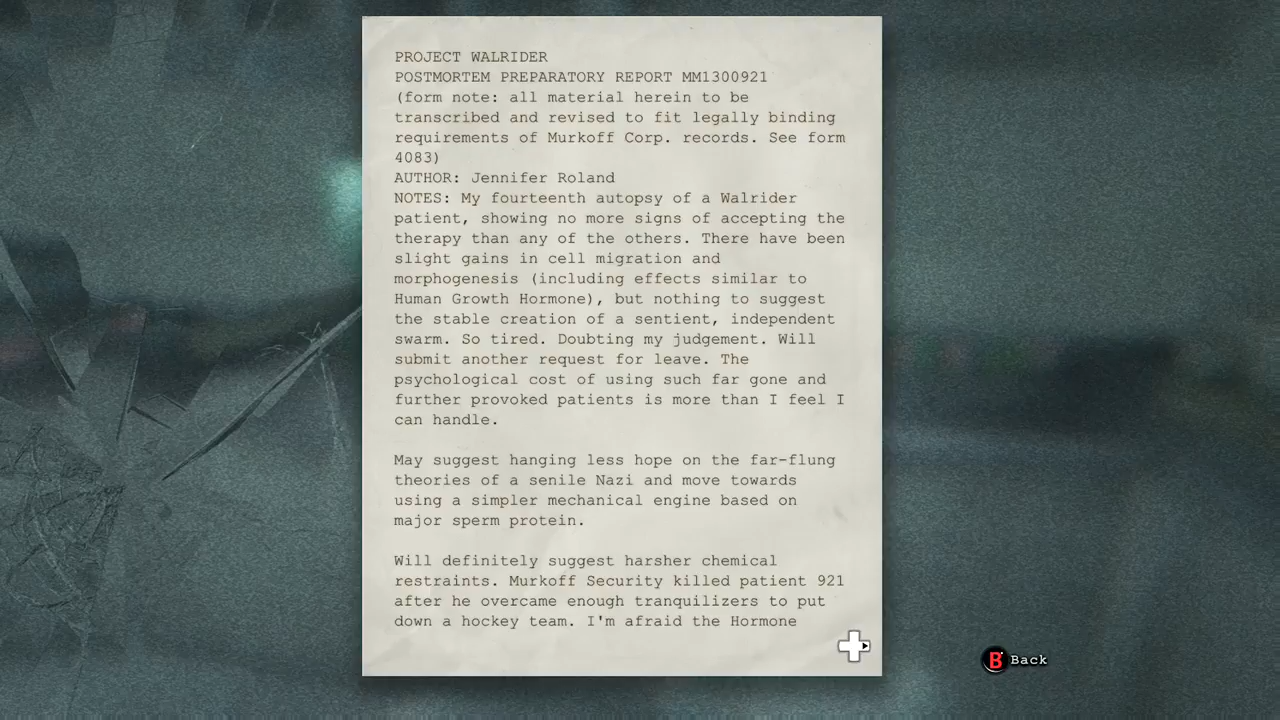 PROJECT WALRIDER
POSTMORTEM PREPARATORY REPORT MM1300921
(form note: all material herein to be
transcribed and revised to fit legally binding
requirements of Murkoff Corp. records. See form
4083)
AUTHOR: Jennifer Roland
NOTES: My fourteenth autopsy of a Walrider
patient, showing no more signs of accepting the
therapy than any of the others. There have been
slight gains in cell migration and
morphogenesis (including effects similar to
Human Growth Hormone), but nothing to suggest
the stable creation of a sentient, independent
swarm. So tired. Doubting my judgement. Will
submit another request for leave. The
psychological cost of using such far gone and
further provoked patients is more than I feel I
can handle.

May suggest hanging less hope on the far-flung
theories of a senile Nazi and move towards
using a simpler mechanical engine based on
major sperm protein.

Will definitely suggest harsher chemical
restraints. Murkoff Security killed patient 921
after he overcame enough tranquilizers to put
down a hockey team. I'm afraid the Hormone
B Back